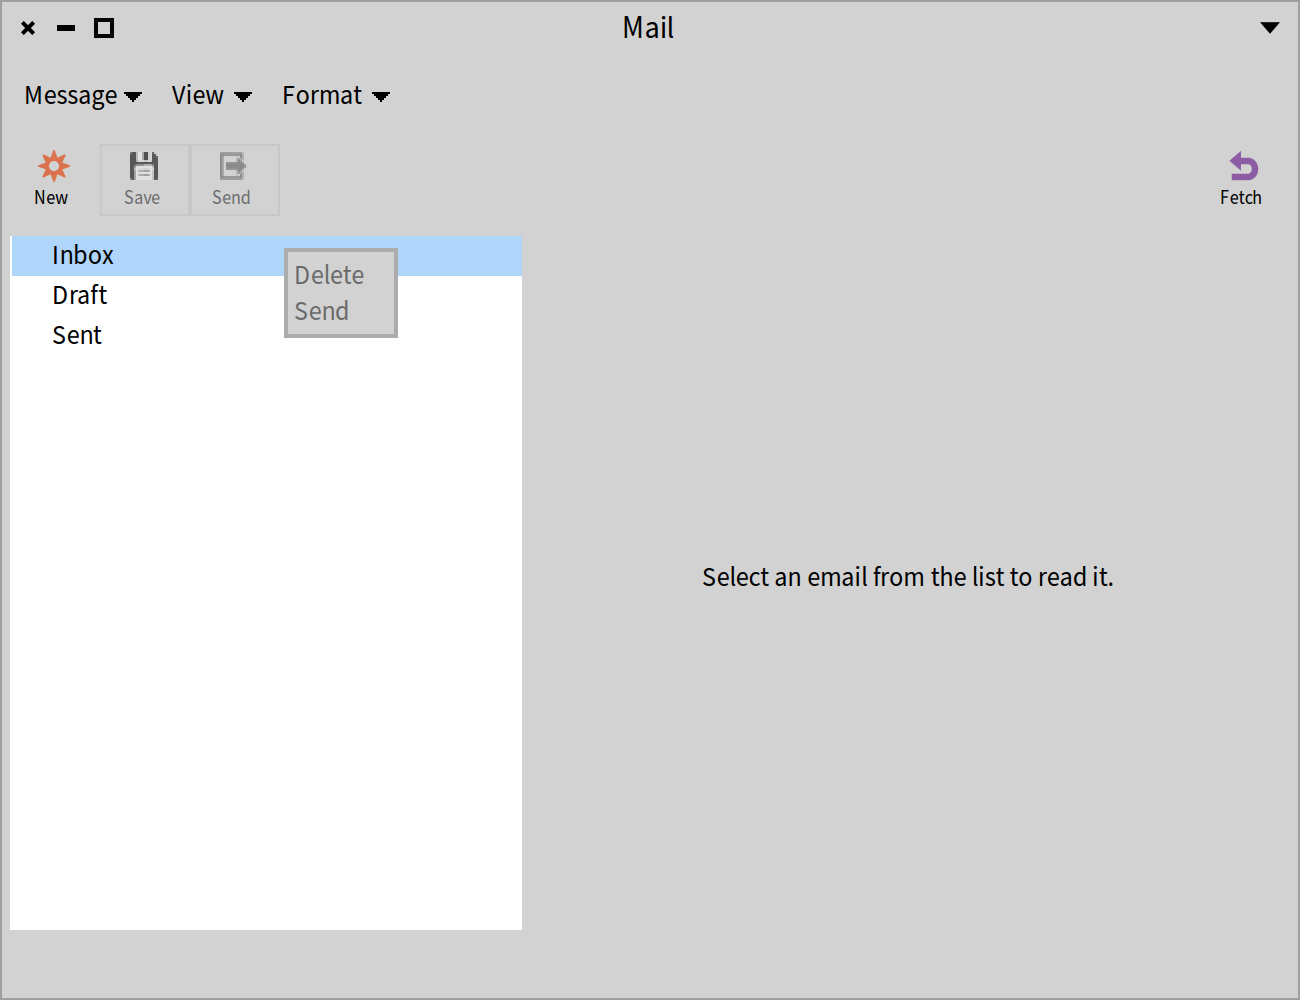 Mail
Message View Format
New Save Send Fetch
Inbox
Draft
Sent
Delete
Send
Select an email from the list to read it.